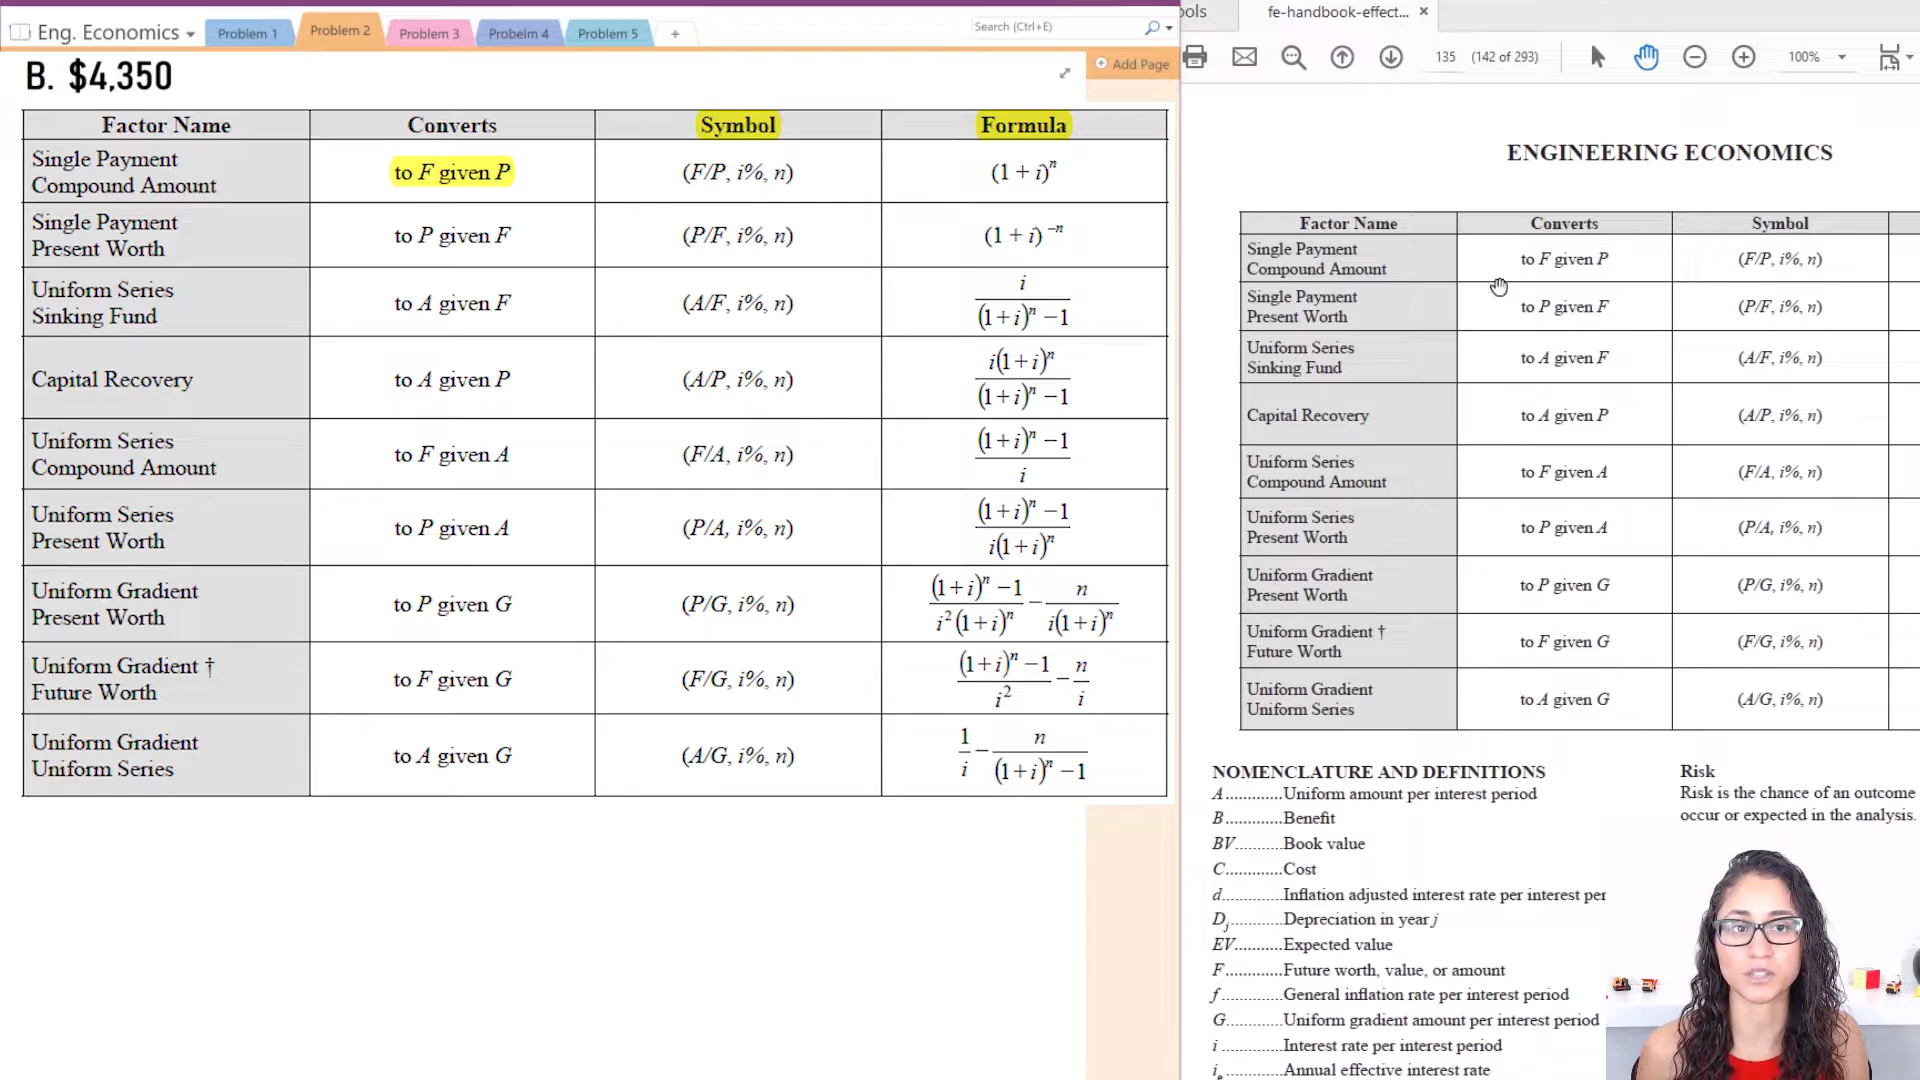 Eng. Economics
Problem 1
Problem 2
Problem 3
Probelm 4
Problem 5
+
Search (Ctrl+E)
Add Page
B. $4,350
Factor Name Converts Symbol Formula
Single Payment
Compound Amount
to F given P (F/P, i%, n) (1 + i)^n
Single Payment
Present Worth
to P given F (P/F, i%, n) (1 + i)^−n
Uniform Series
Sinking Fund
to A given F (A/F, i%, n) i / ((1+i)^n −1)
Capital Recovery to A given P (A/P, i%, n) i(1+i)^n / ((1+i)^n −1)
Uniform Series
Compound Amount
to F given A (F/A, i%, n) ((1+i)^n −1) / i
Uniform Series
Present Worth
to P given A (P/A, i%, n) ((1+i)^n −1) / i(1+i)^n
Uniform Gradient
Present Worth
to P given G (P/G, i%, n) ((1+i)^n −1) / i^2(1+i)^n − n / i(1+i)^n
Uniform Gradient †
Future Worth
to F given G (F/G, i%, n) ((1+i)^n −1) / i^2 − n / i
Uniform Gradient
Uniform Series
to A given G (A/G, i%, n) 1 / i − n / ((1+i)^n −1)
ols
fe-handbook-effect...
135 (142 of 293)
100%
ENGINEERING ECONOMICS
Factor Name Converts Symbol
Single Payment
Compound Amount
to F given P (F/P, i%, n)
Single Payment
Present Worth
to P given F (P/F, i%, n)
Uniform Series
Sinking Fund
to A given F (A/F, i%, n)
Capital Recovery to A given P (A/P, i%, n)
Uniform Series
Compound Amount
to F given A (F/A, i%, n)
Uniform Series
Present Worth
to P given A (P/A, i%, n)
Uniform Gradient
Present Worth
to P given G (P/G, i%, n)
Uniform Gradient †
Future Worth
to F given G (F/G, i%, n)
Uniform Gradient
Uniform Series
to A given G (A/G, i%, n)
NOMENCLATURE AND DEFINITIONS
A............Uniform amount per interest period
B............Benefit
BV..........Book value
C............Cost
d............Inflation adjusted interest rate per interest per
Dj...........Depreciation in year j
EV..........Expected value
F............Future worth, value, or amount
f.............General inflation rate per interest period
G............Uniform gradient amount per interest period
i.............Interest rate per interest period
ie............Annual effective interest rate
Risk
Risk is the chance of an outcome
occur or expected in the analysis.